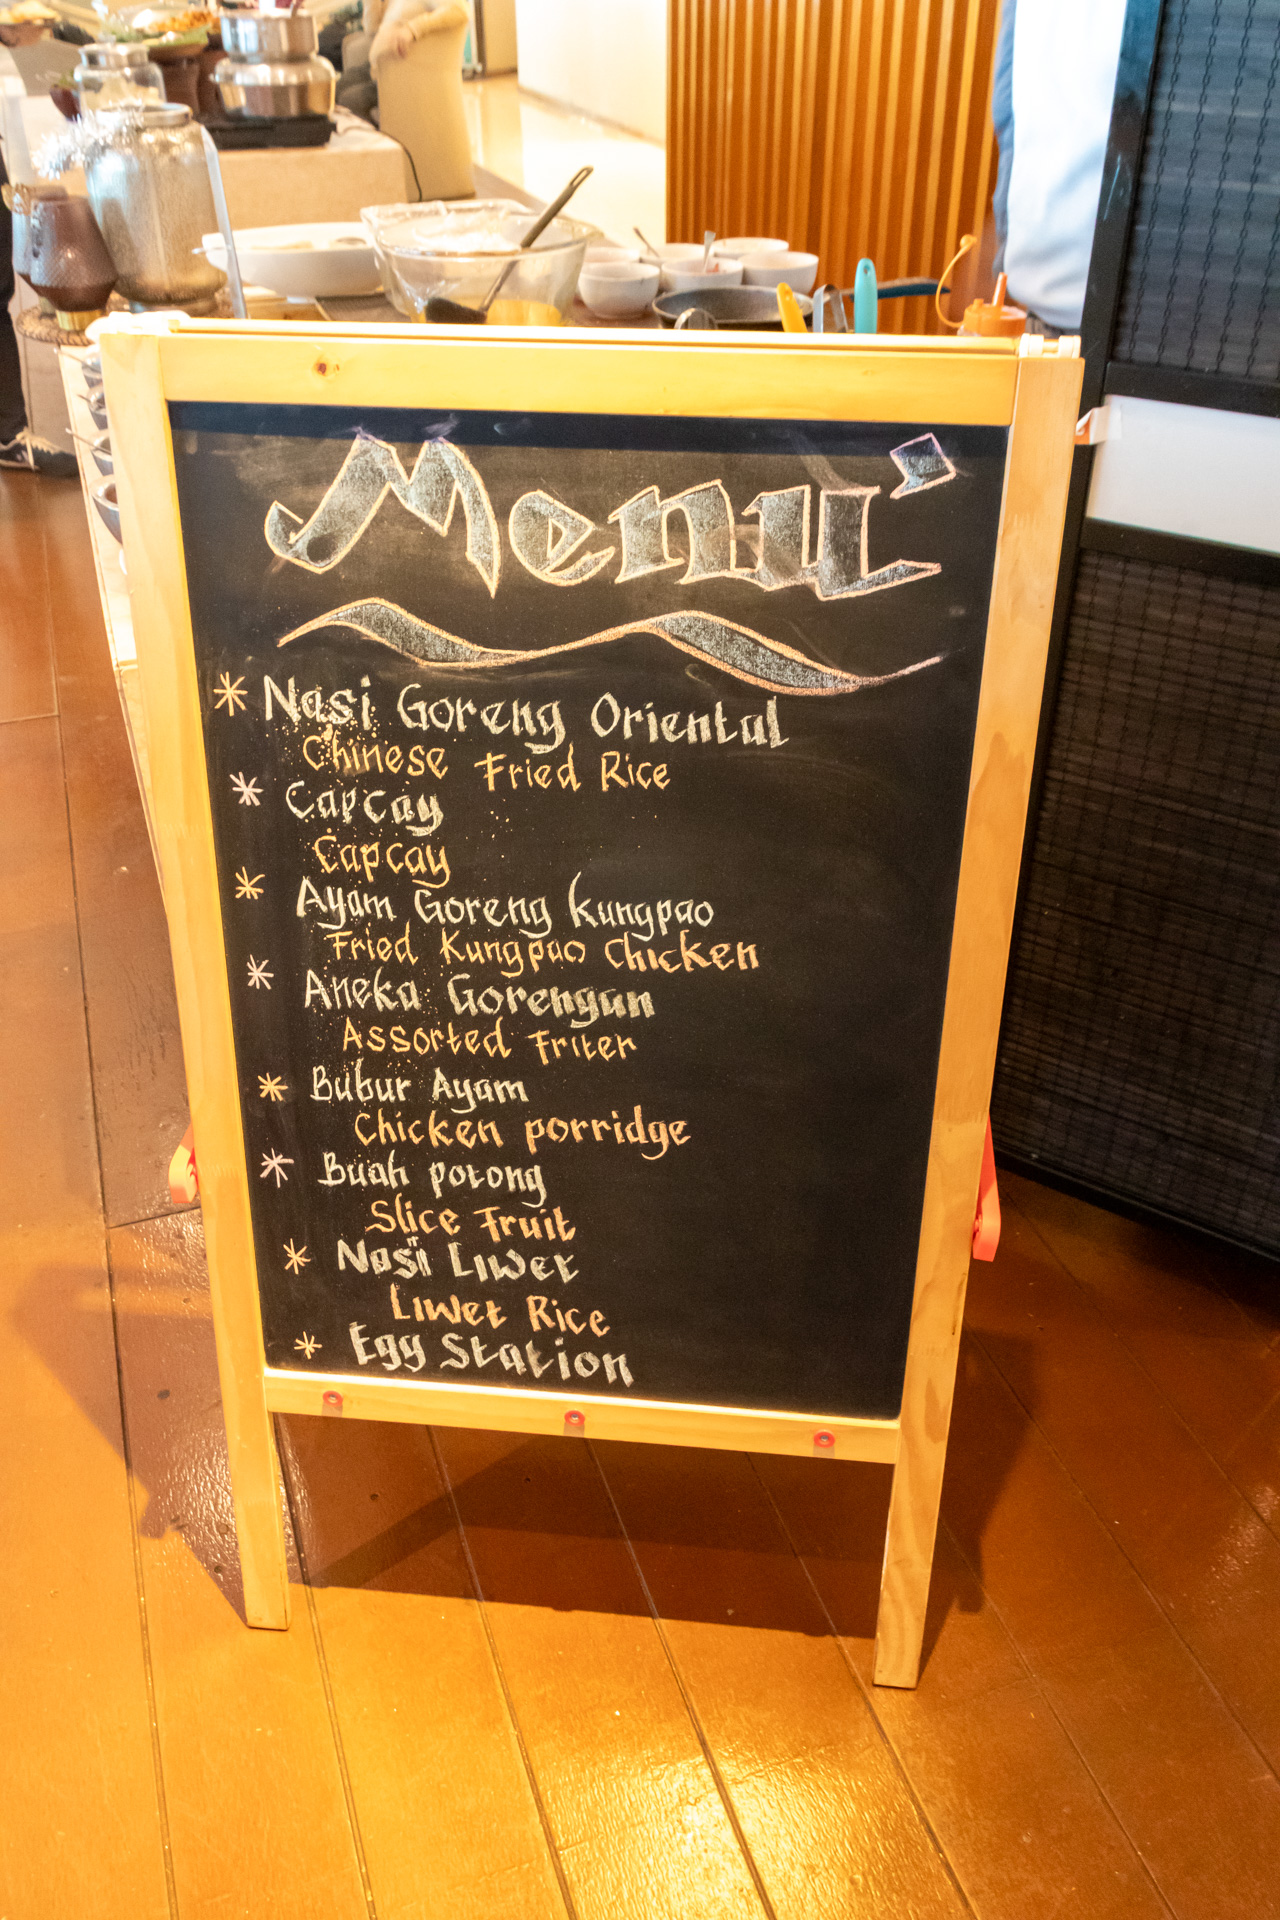 Menu'
* Nasi Goreng Oriental
Chinese Fried Rice
* Capcay
Capcay
* Ayam Goreng Kungpao
Fried Kungpao Chicken
* Aneka Gorengan
Assorted Friter
* Bubur Ayam
Chicken porridge
* Buah potong
Slice Fruit
* Nasi Liwet
Liwet Rice
* Egg Station